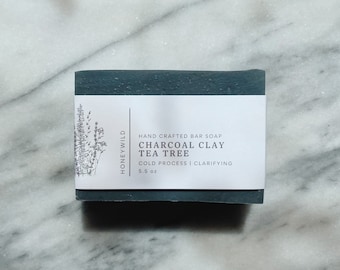 HONEYWILD
HAND CRAFTED BAR SOAP
CHARCOAL CLAY
TEA TREE
COLD PROCESS | CLARIFYING
5.5 oz